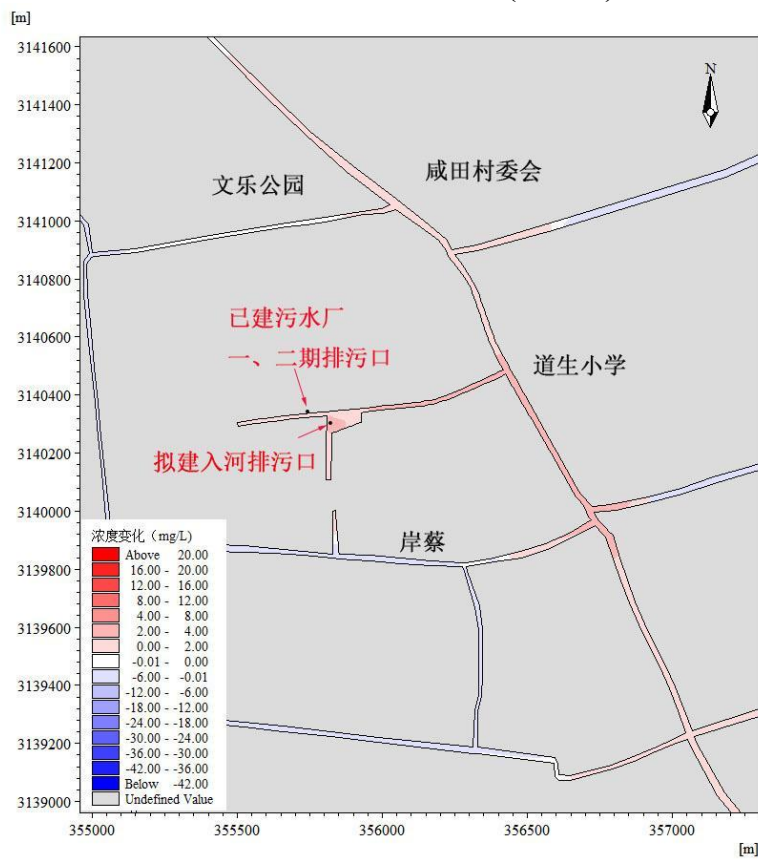 [m]
3141600
3141400
3141200
3141000
3140800
3140600
3140400
3140200
3140000
3139800
3139600
3139400
3139200
3139000
N
咸田村委会
文乐公园
已建污水厂
一、二期排污口
道生小学
拟建入河排污口
岸蔡
浓度变化（mg/L）
Above 20.00
16.00 - 20.00
12.00 - 16.00
8.00 - 12.00
4.00 - 8.00
2.00 - 4.00
0.00 - 2.00
-0.01 - 0.00
-6.00 - -0.01
-12.00 - -6.00
-18.00 - -12.00
-24.00 - -18.00
-30.00 - -24.00
-36.00 - -30.00
-42.00 - -36.00
Below -42.00
Undefined Value
355000 355500 356000 356500 357000
[m]